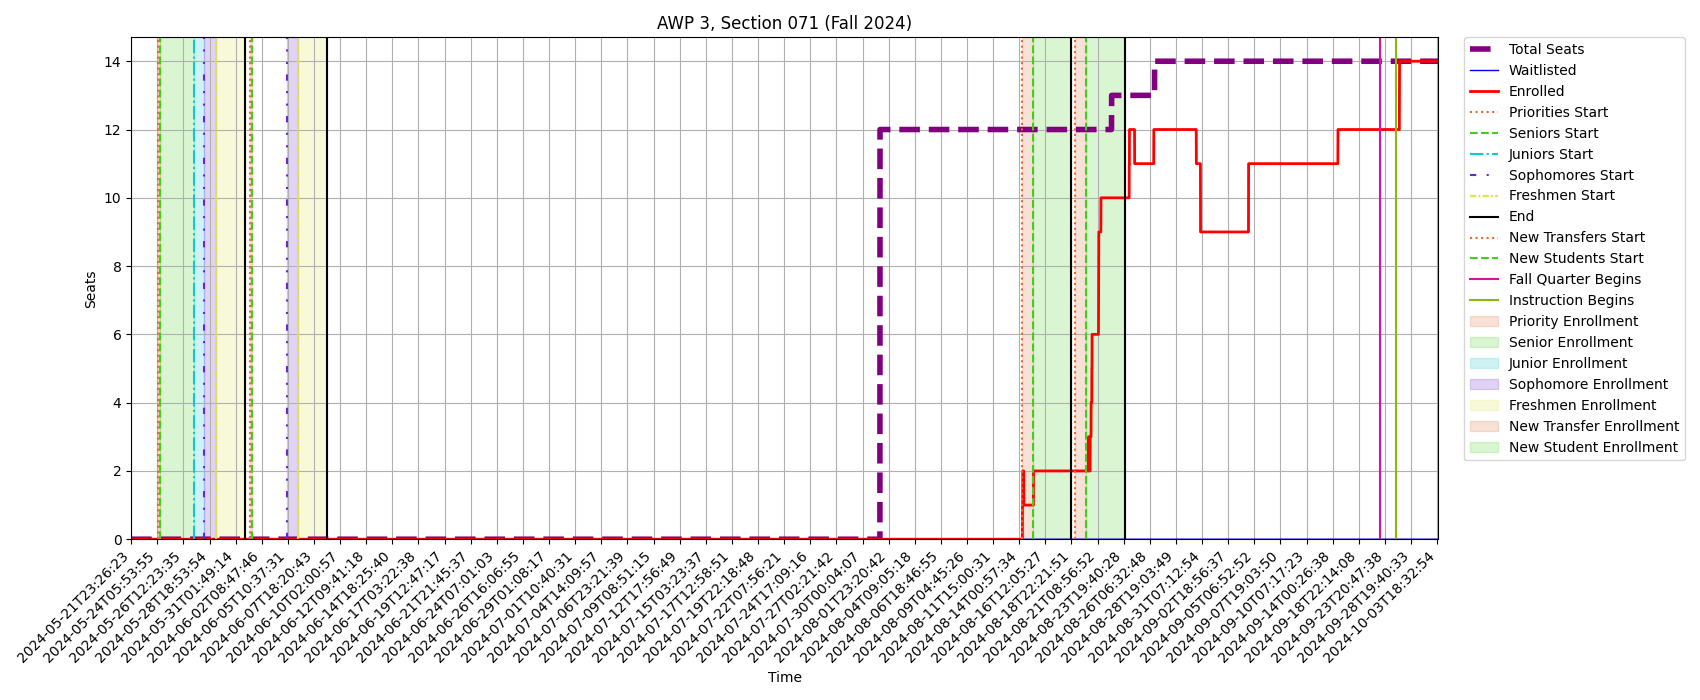 AWP 3, Section 071 (Fall 2024)
Seats
14
12
10
8
6
4
2
0
2024-05-21T23:26:23
2024-05-24T05:53:55
2024-05-26T12:23:35
2024-05-28T18:53:54
2024-05-31T01:49:14
2024-06-02T08:47:46
2024-06-05T10:37:31
2024-06-07T18:20:43
2024-06-10T02:00:57
2024-06-12T09:41:18
2024-06-14T18:25:40
2024-06-17T03:22:38
2024-06-19T12:47:17
2024-06-21T21:45:37
2024-06-24T07:01:03
2024-06-26T16:06:55
2024-06-29T01:08:17
2024-07-01T10:40:31
2024-07-04T14:09:57
2024-07-06T23:21:39
2024-07-09T08:51:15
2024-07-12T17:56:49
2024-07-15T03:23:37
2024-07-17T12:58:51
2024-07-19T22:18:48
2024-07-22T07:56:21
2024-07-24T17:09:16
2024-07-27T02:21:42
2024-07-30T00:04:07
2024-08-01T23:20:42
2024-08-04T09:05:18
2024-08-06T18:46:55
2024-08-09T04:45:26
2024-08-11T15:00:31
2024-08-14T00:57:34
2024-08-16T12:05:27
2024-08-18T22:21:51
2024-08-21T08:56:52
2024-08-23T19:40:28
2024-08-26T06:32:48
2024-08-28T19:03:49
2024-08-31T07:12:54
2024-09-02T18:56:37
2024-09-05T06:52:52
2024-09-07T19:03:50
2024-09-10T07:17:23
2024-09-14T00:26:38
2024-09-18T22:14:08
2024-09-23T20:47:38
2024-09-28T19:40:33
2024-10-03T18:32:54
Time
Total Seats
Waitlisted
Enrolled
Priorities Start
Seniors Start
Juniors Start
Sophomores Start
Freshmen Start
End
New Transfers Start
New Students Start
Fall Quarter Begins
Instruction Begins
Priority Enrollment
Senior Enrollment
Junior Enrollment
Sophomore Enrollment
Freshmen Enrollment
New Transfer Enrollment
New Student Enrollment